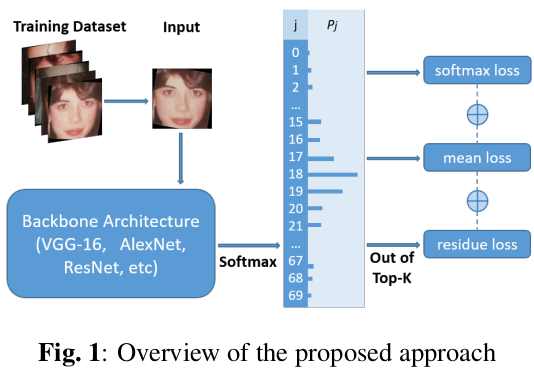 Training Dataset
Input
Backbone Architecture
(VGG-16, AlexNet,
ResNet, etc)
Softmax
j Pj
0
1
2
...
15
16
17
18
19
20
21
...
67
68
69
Out of
Top-K
softmax loss
mean loss
residue loss
Fig. 1: Overview of the proposed approach